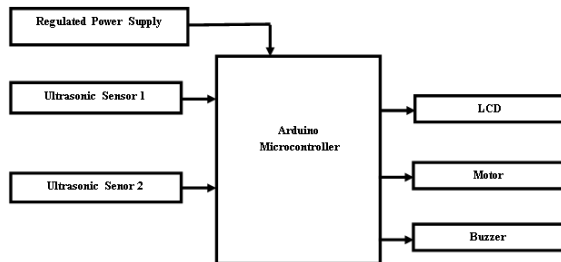 Regulated Power Supply
Ultrasonic Sensor 1
Ultrasonic Senor 2
Arduino
Microcontroller
LCD
Motor
Buzzer